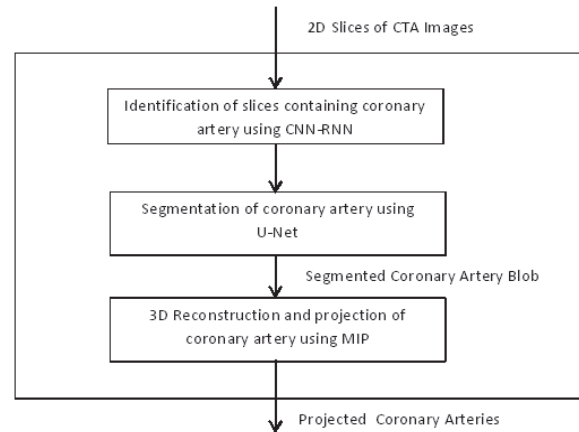 2D Slices of CTA Images
Identification of slices containing coronary
artery using CNN-RNN
Segmentation of coronary artery using
U-Net
Segmented Coronary Artery Blob
3D Reconstruction and projection of
coronary artery using MIP
Projected Coronary Arteries